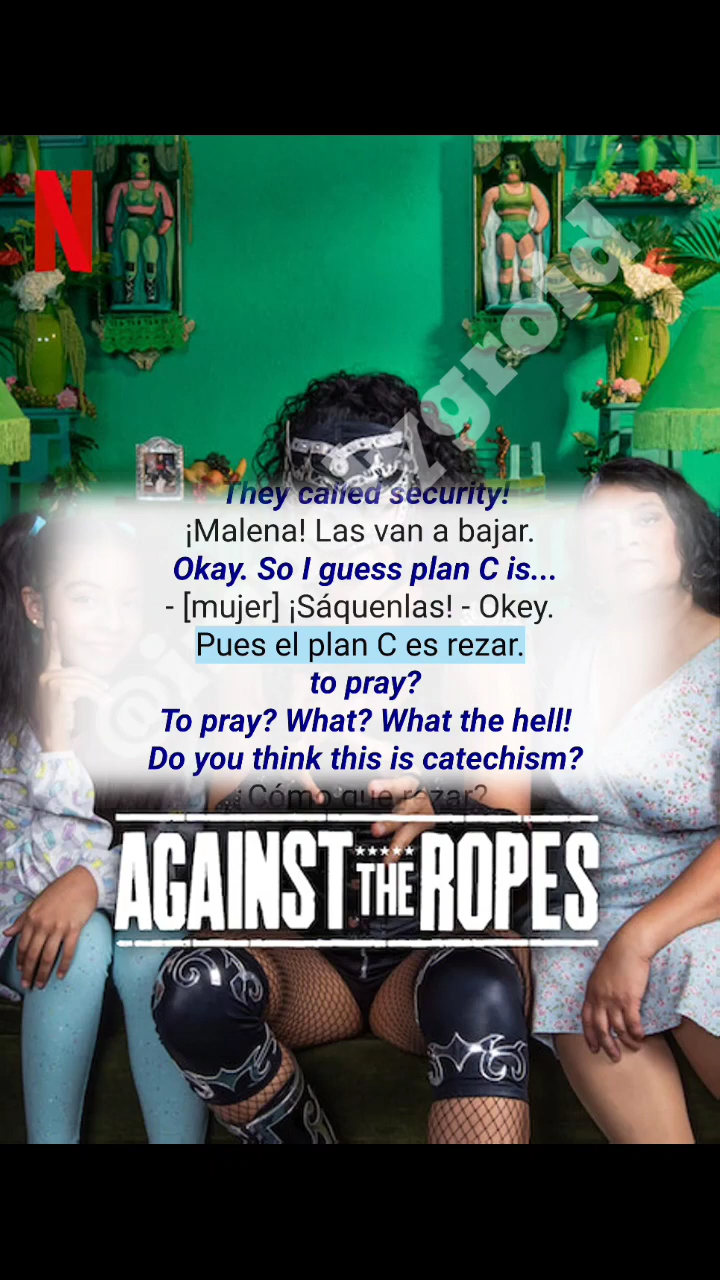 N
They called security!
¡Malena! Las van a bajar.
Okay. So I guess plan C is...
- [mujer] ¡Sáquenlas! - Okey.
Pues el plan C es rezar.
to pray?
To pray? What? What the hell!
Do you think this is catechism?
¿Cómo que rezar?
AGAINST THE ROPES